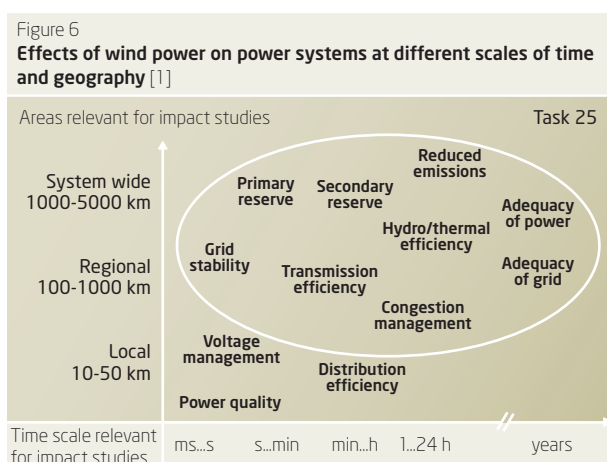 Figure 6
Effects of wind power on power systems at different scales of time
and geography [1]
Areas relevant for impact studies
Task 25
System wide
1000-5000 km
Regional
100-1000 km
Local
10-50 km
Reduced
emissions
Primary
reserve
Secondary
reserve
Adequacy
of power
Hydro/thermal
efficiency
Grid
stability
Transmission
efficiency
Adequacy
of grid
Congestion
management
Voltage
management
Distribution
efficiency
Power quality
Time scale relevant
for impact studies
ms...s
s...min
min...h
1...24 h
years